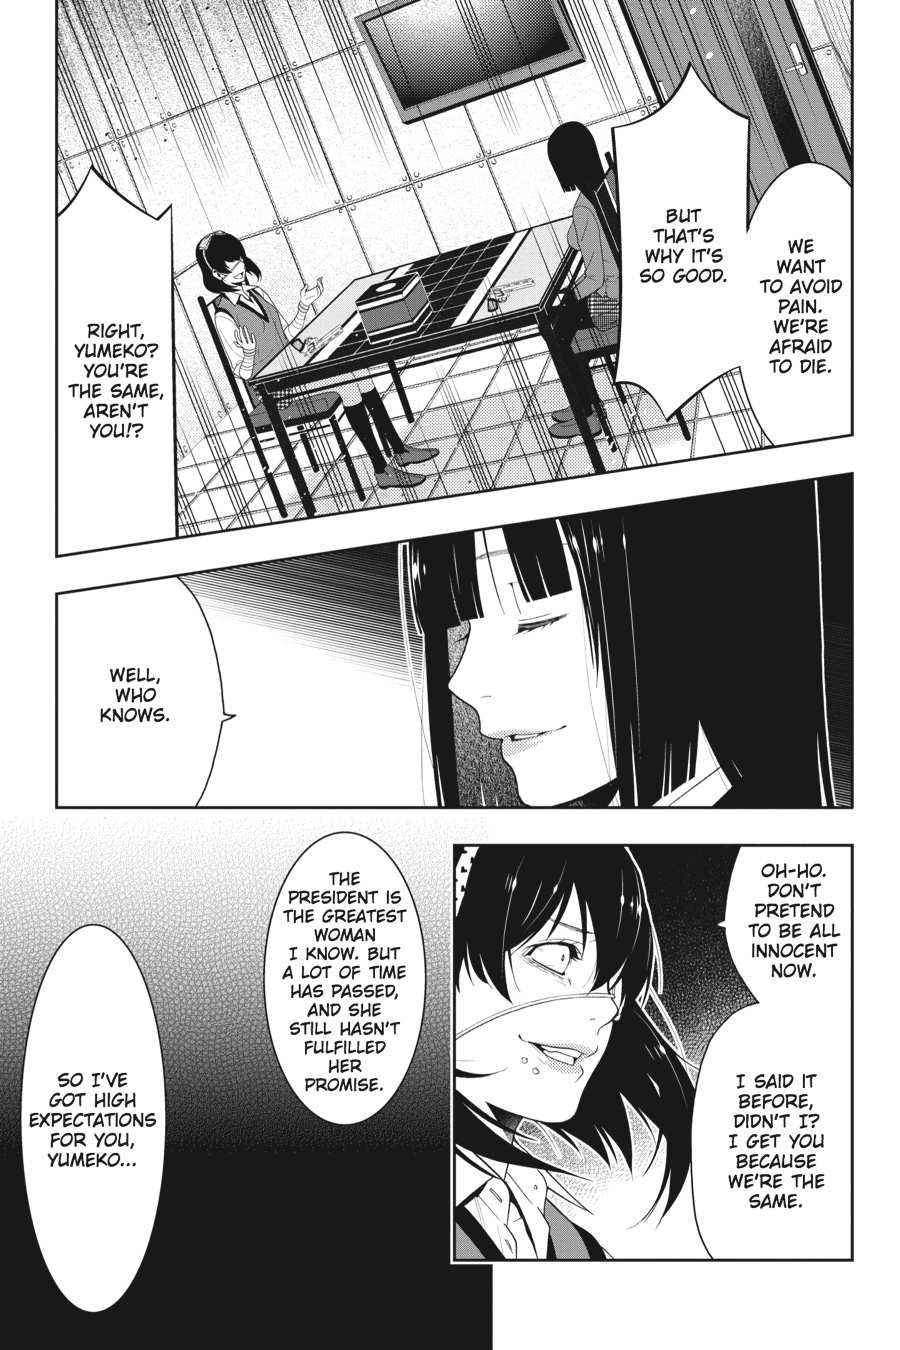 WE
WANT
TO AVOID
PAIN.
WE'RE
AFRAID
TO DIE.
BUT
THAT'S
WHY IT'S
SO GOOD.
RIGHT,
YUMEKO?
YOU'RE
THE SAME,
AREN'T
YOU!?
WELL,
WHO
KNOWS.
OH-HO.
DON'T
PRETEND
TO BE ALL
INNOCENT
NOW.
I SAID IT
BEFORE,
DIDN'T I?
I GET YOU
BECAUSE
WE'RE THE
SAME.
THE
PRESIDENT IS
THE GREATEST
WOMAN
I KNOW. BUT
A LOT OF TIME
HAS PASSED,
AND SHE
STILL HASN'T
FULFILLED
HER
PROMISE.
SO I'VE
GOT HIGH
EXPECTATIONS
FOR YOU,
YUMEKO...